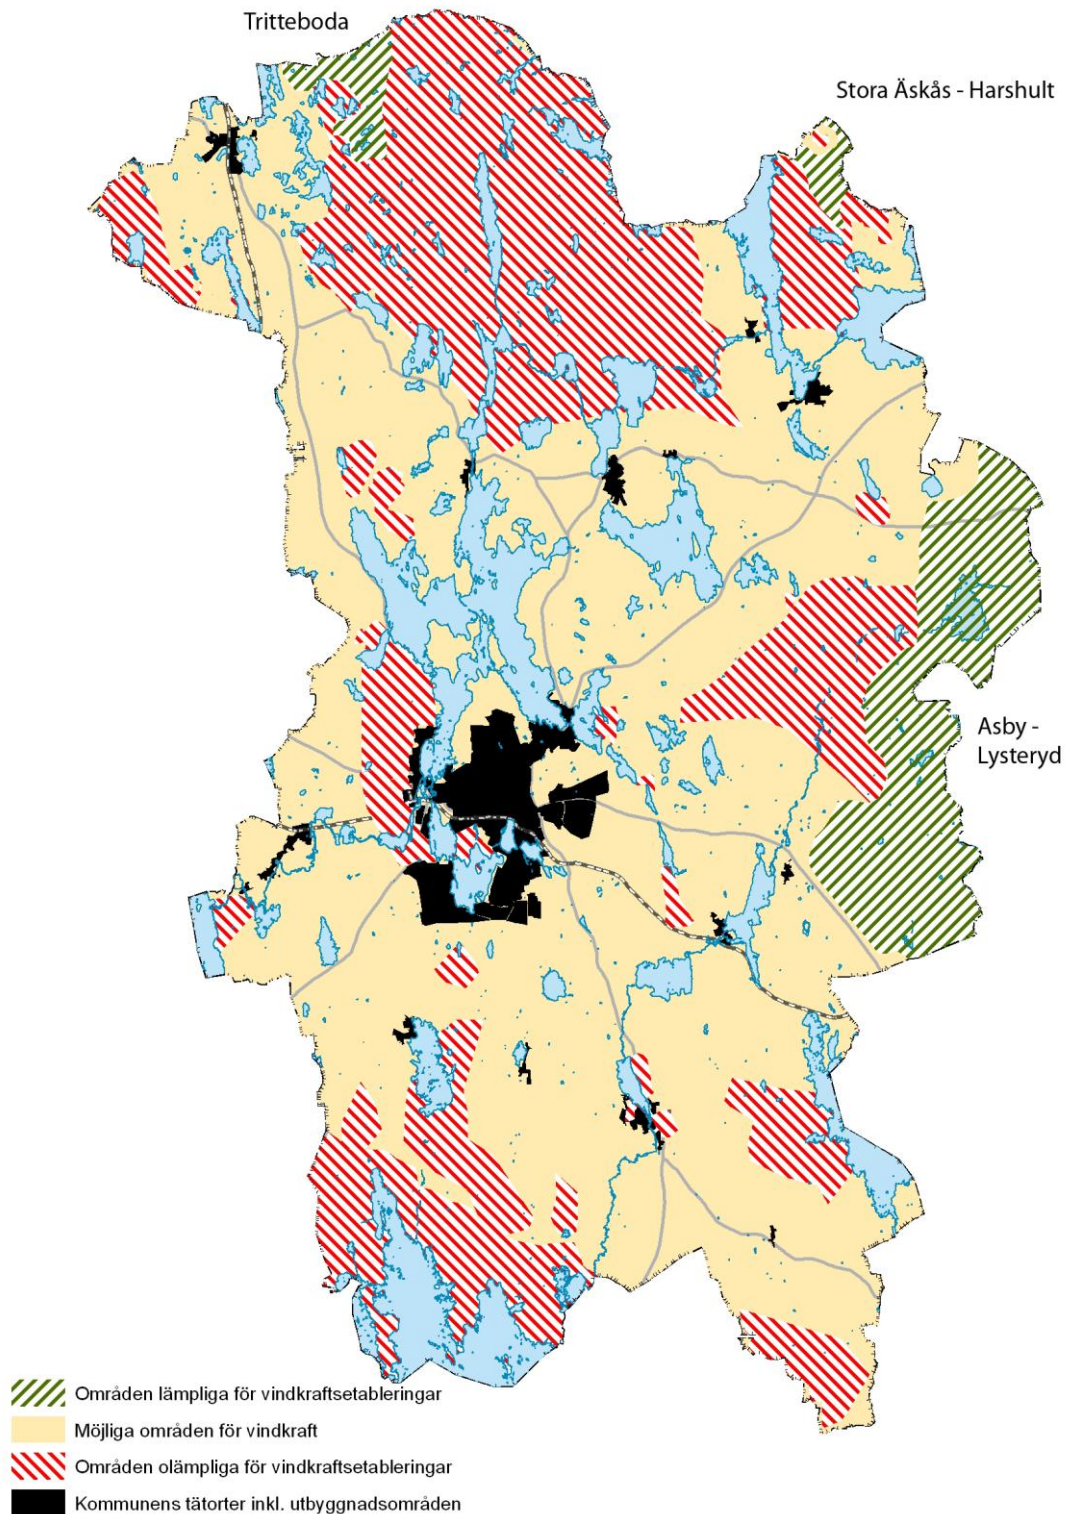 Tritteboda
Stora Äskås - Harshult
Asby -
Lysteryd
Områden lämpliga för vindkraftsetableringar
Möjliga områden för vindkraft
Områden olämpliga för vindkraftsetableringar
Kommunens tätorter inkl. utbyggnadsområden